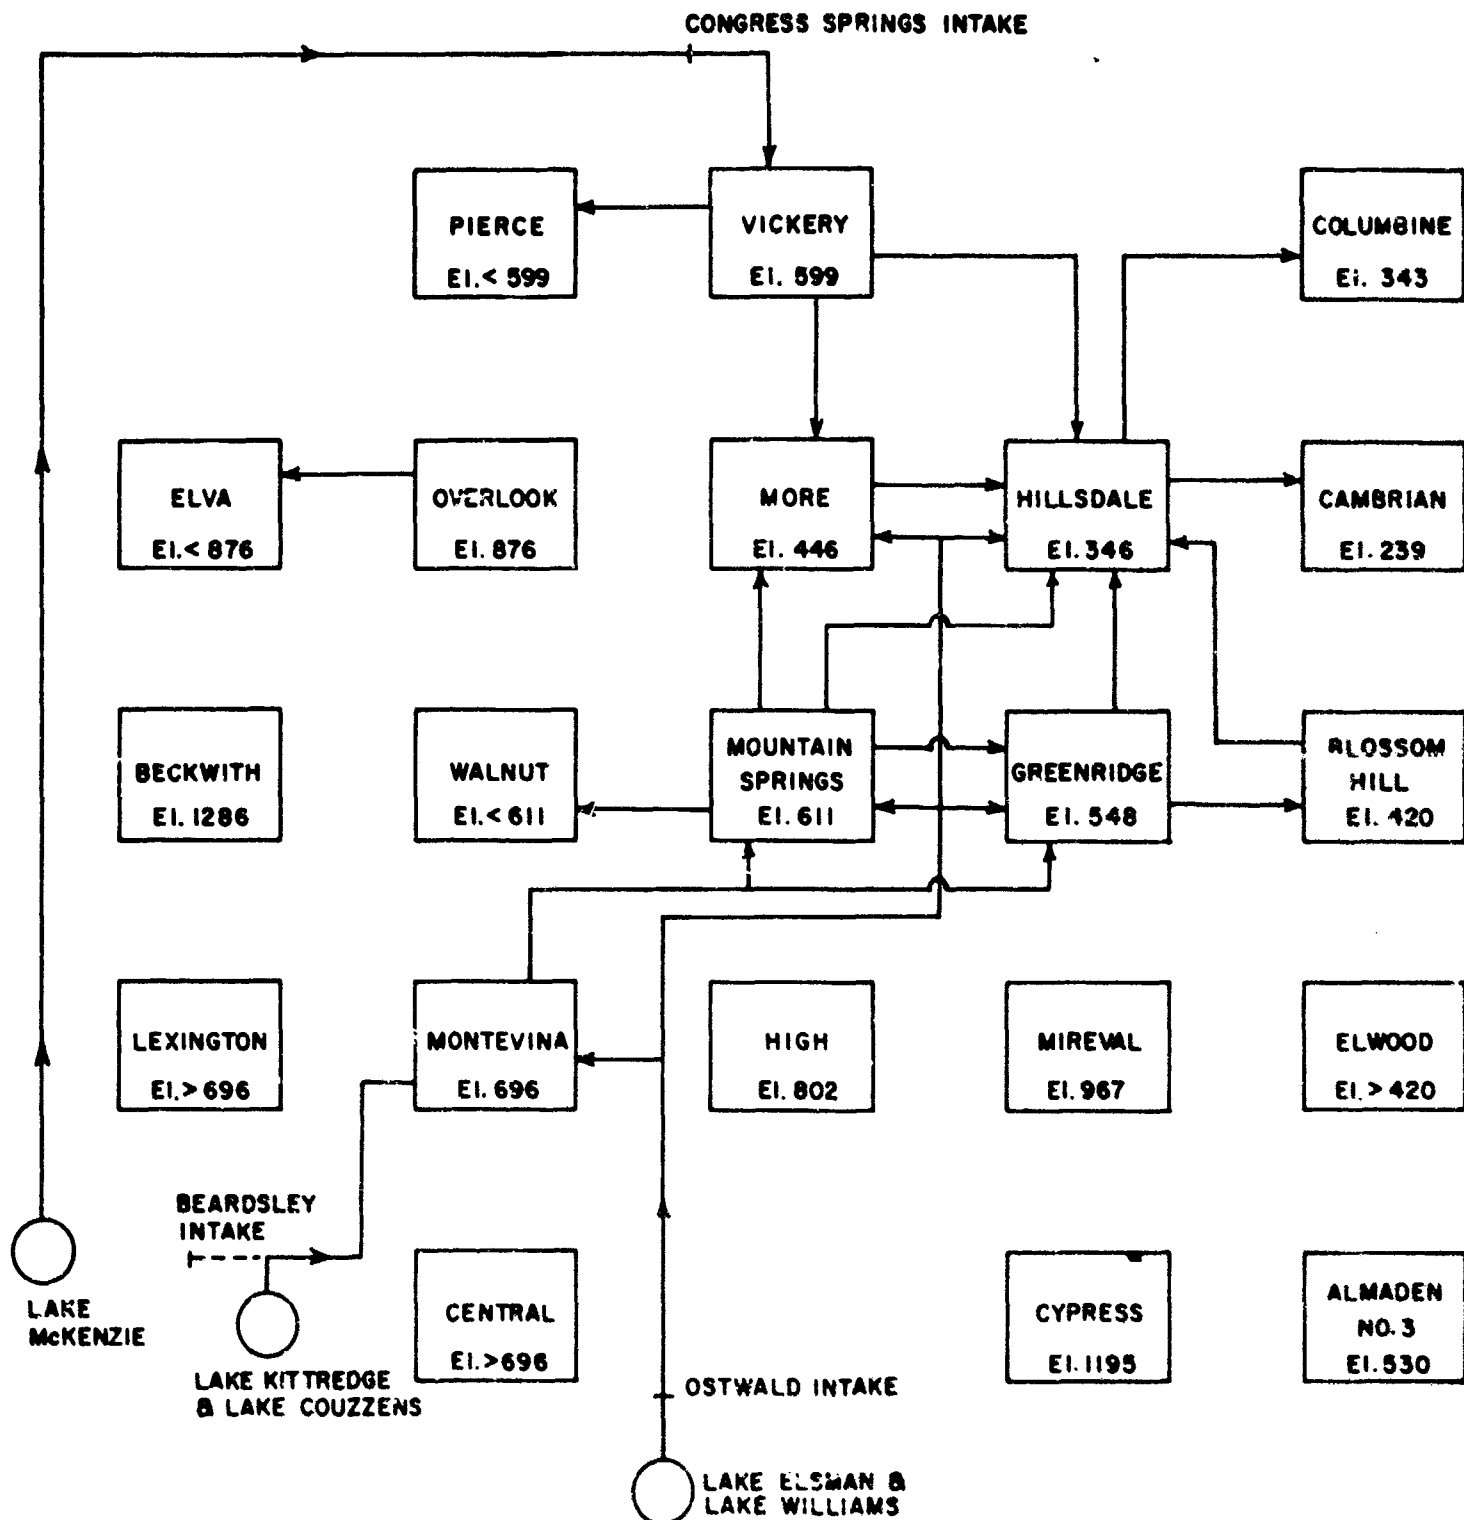 CONGRESS SPRINGS INTAKE
PIERCE
El. < 599
VICKERY
El. 599
COLUMBINE
El. 343
ELVA
El. < 876
OVERLOOK
El. 876
MORE
El. 446
HILLSDALE
El. 346
CAMBRIAN
El. 239
BECKWITH
El. 1286
WALNUT
El. < 611
MOUNTAIN
SPRINGS
El. 611
GREENRIDGE
El. 548
BLOSSOM
HILL
El. 420
LEXINGTON
El. > 696
MONTEVINA
El. 696
HIGH
El. 802
MIREVAL
El. 967
ELWOOD
El. > 420
BEARDSLEY
INTAKE
LAKE
McKENZIE
LAKE KITTREDGE
& LAKE COUZZENS
CENTRAL
El. > 696
CYPRESS
El. 1195
ALMADEN
NO. 3
El. 530
OSTWALD INTAKE
LAKE ELSMAN &
LAKE WILLIAMS